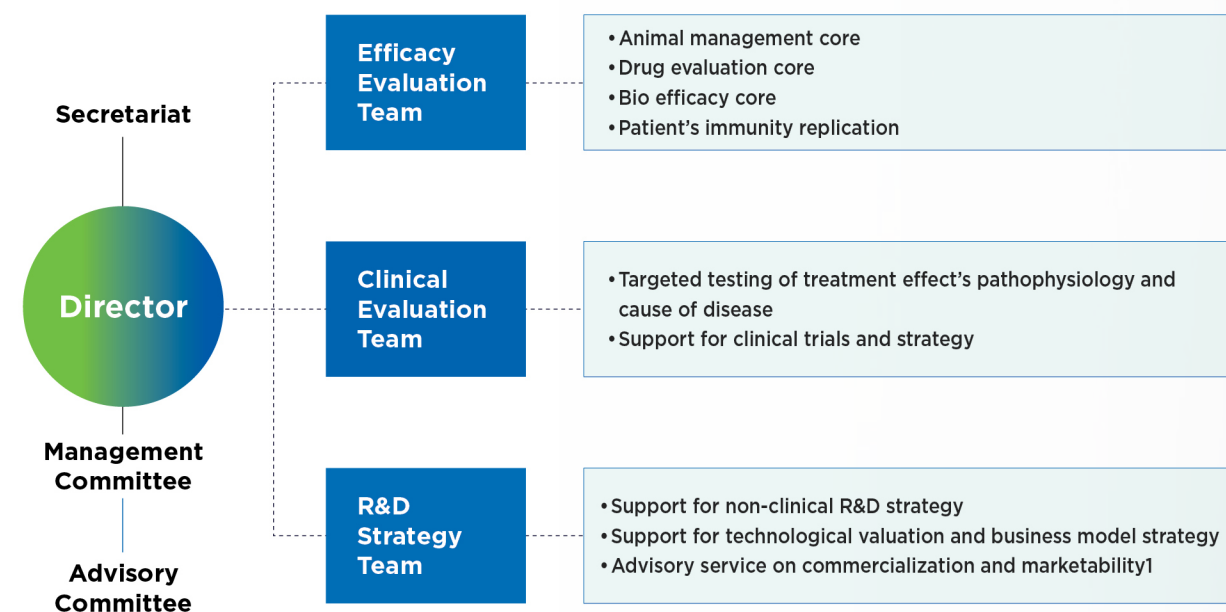 Secretariat
Director
Management
Committee
Advisory
Committee
Efficacy
Evaluation
Team
• Animal management core
• Drug evaluation core
• Bio efficacy core
• Patient’s immunity replication
Clinical
Evaluation
Team
• Targeted testing of treatment effect’s pathophysiology and
cause of disease
• Support for clinical trials and strategy
R&D
Strategy
Team
• Support for non-clinical R&D strategy
• Support for technological valuation and business model strategy
• Advisory service on commercialization and marketability1